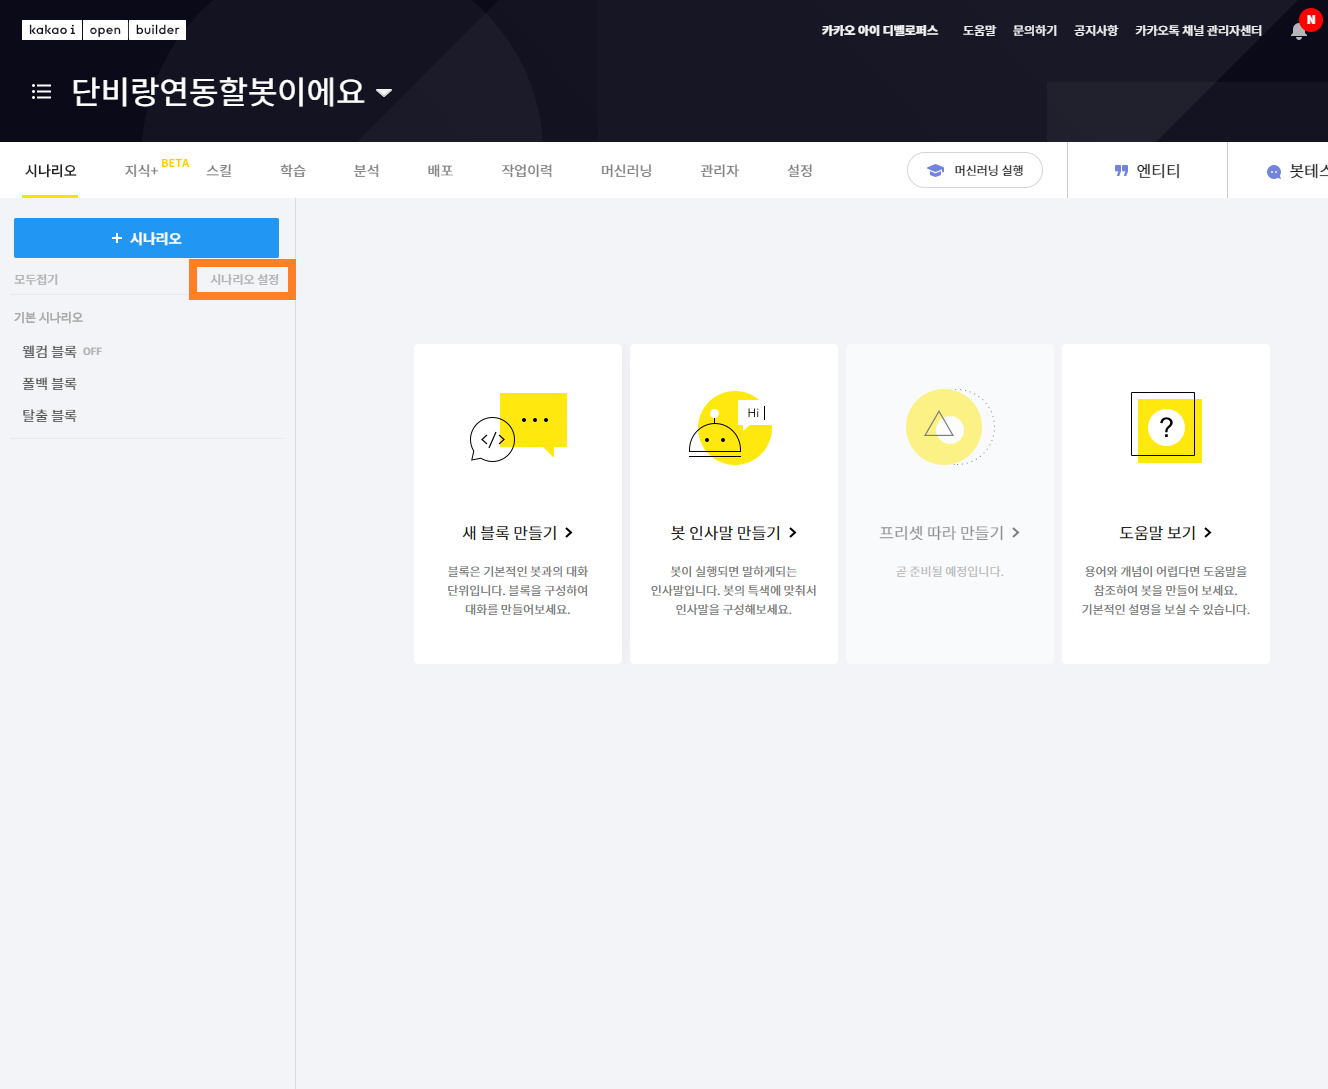 kakao i open builder
카카오 아이 디벨로퍼스 도움말 문의하기 공지사항 카카오톡 채널 관리자센터 N
단비랑연동할봇이에요
시나리오 지식+ BETA 스킬 학습 분석 배포 작업이력 머신러닝 관리자 설정 머신러닝 실행 엔티티 봇테스
+ 시나리오
모두접기 시나리오 설정
기본 시나리오
웰컴 블록 OFF
폴백 블록
탈출 블록
</>
새 블록 만들기
블록은 기본적인 봇과의 대화
단위입니다. 블록을 구성하여
대화를 만들어보세요.
Hi
봇 인사말 만들기
봇이 실행되면 말하게되는
인사말입니다. 봇의 특색에 맞춰서
인사말을 구성해보세요.
프리셋 따라 만들기
곧 준비될 예정입니다.
?
도움말 보기
용어와 개념이 어렵다면 도움말을
참조하여 봇을 만들어 보세요.
기본적인 설명을 보실 수 있습니다.